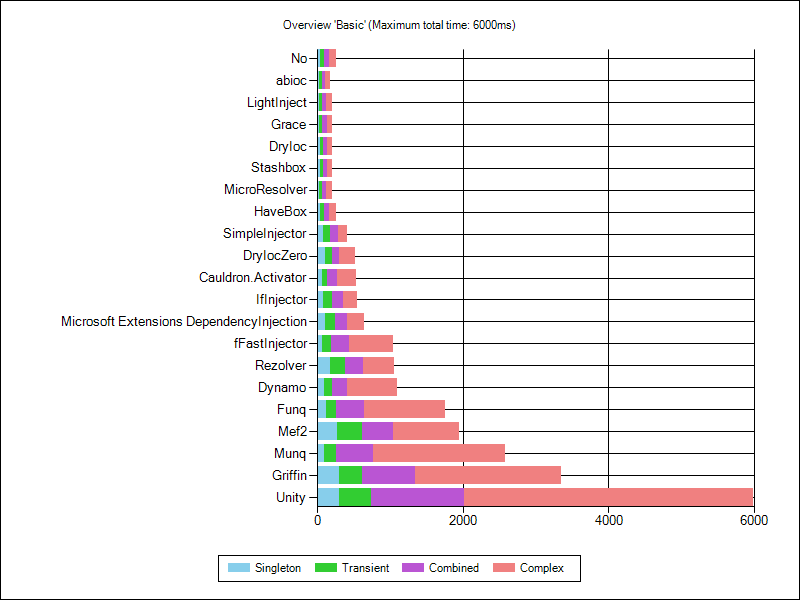 Overview 'Basic' (Maximum total time: 6000ms)
No
abioc
LightInject
Grace
DryIoc
Stashbox
MicroResolver
HaveBox
SimpleInjector
DryIocZero
Cauldron.Activator
IfInjector
Microsoft Extensions DependencyInjection
fFastInjector
Rezolver
Dynamo
Funq
Mef2
Munq
Griffin
Unity
0 2000 4000 6000
Singleton Transient Combined Complex